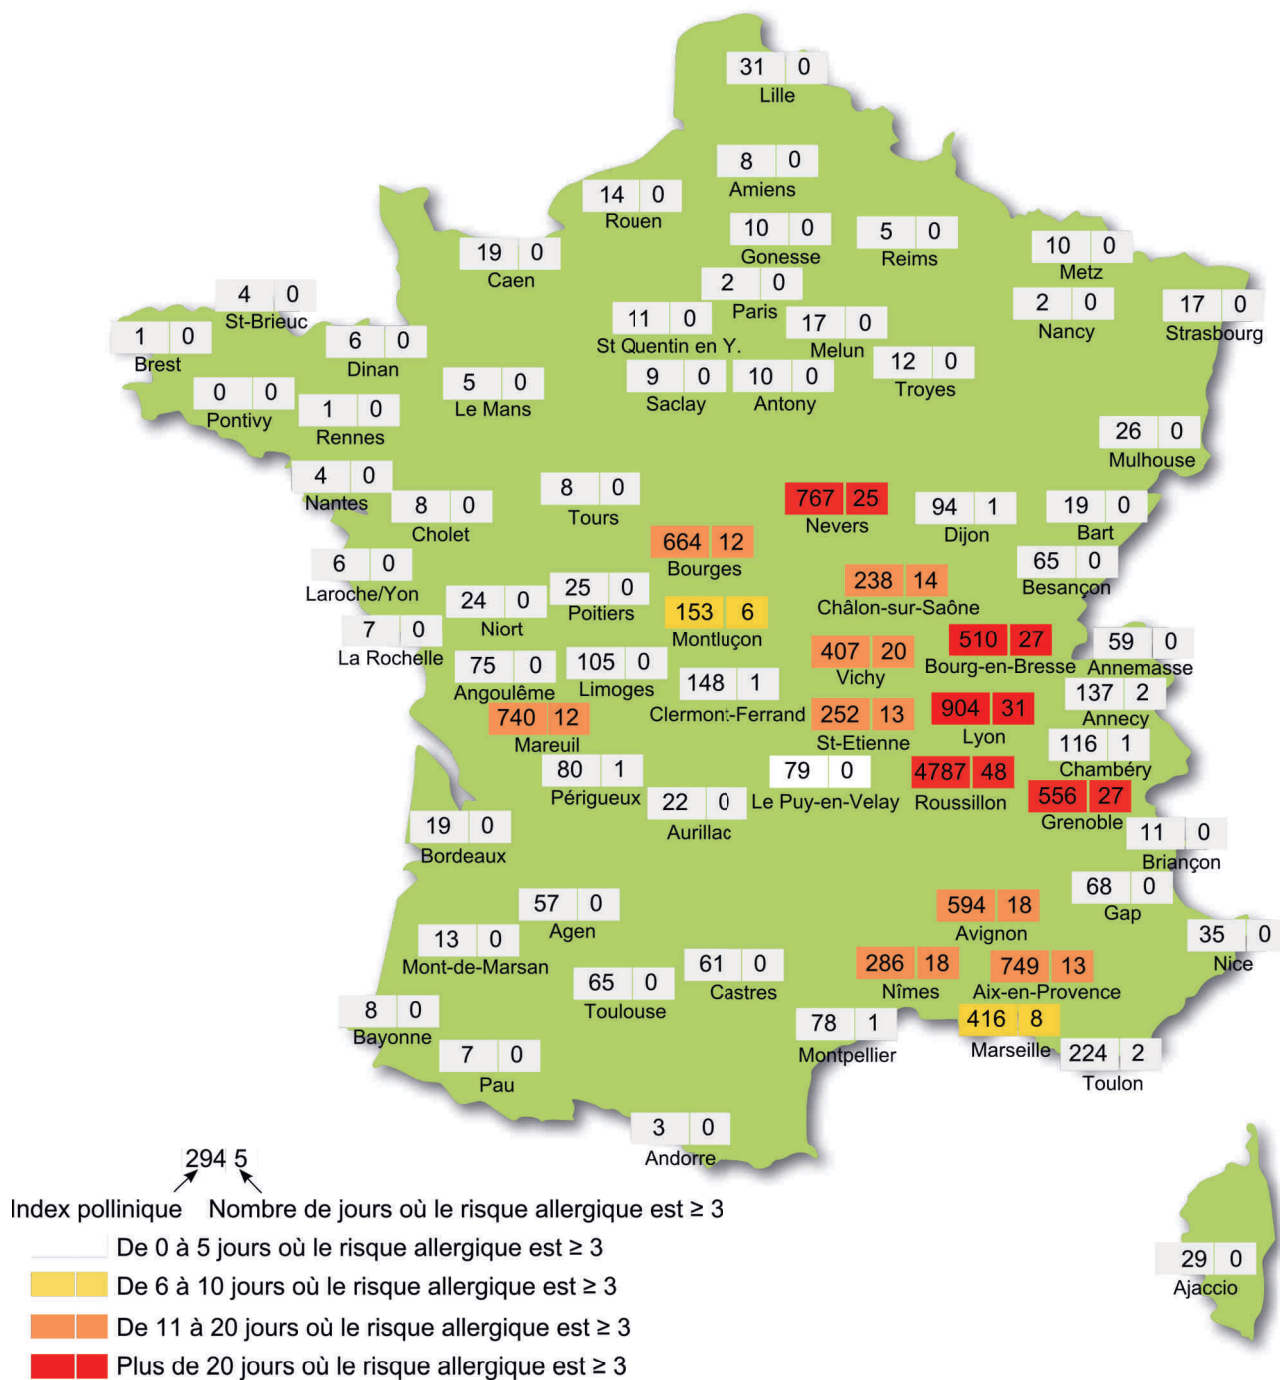 31 0
Lille
8 0
Amiens
14 0
Rouen
10 0
Gonesse
5 0
Reims
10 0
Metz
19 0
Caen
2 0
Paris
4 0
St-Brieuc
2 0
Nancy
17 0
Strasbourg
11 0
St Quentin en Y.
17 0
Melun
1 0
Brest
6 0
Dinan
12 0
Troyes
5 0
Le Mans
9 0
Saclay
10 0
Antony
0 0
Pontivy
1 0
Rennes
26 0
Mulhouse
4 0
Nantes
8 0
Tours
767 25
Nevers
8 0
Cholet
94 1
Dijon
19 0
Bart
664 12
Bourges
6 0
Laroche/Yon
65 0
Besançon
238 14
Châlon-sur-Saône
25 0
Poitiers
24 0
Niort
153 6
Montluçon
7 0
La Rochelle
407 20
Vichy
510 27
Bourg-en-Bresse
59 0
Annemasse
75 0
Angoulême
105 0
Limoges
148 1
Clermont-Ferrand
137 2
Annecy
740 12
Mareuil
252 13
St-Etienne
904 31
Lyon
116 1
Chambéry
80 1
Périgueux
79 0
Le Puy-en-Velay
4787 48
Roussillon
22 0
Aurillac
556 27
Grenoble
19 0
Bordeaux
11 0
Briançon
68 0
Gap
57 0
Agen
594 18
Avignon
35 0
Nice
13 0
Mont-de-Marsan
61 0
Castres
286 18
Nîmes
749 13
Aix-en-Provence
65 0
Toulouse
8 0
Bayonne
78 1
Montpellier
416 8
Marseille
7 0
Pau
224 2
Toulon
3 0
Andorre
29 0
Ajaccio
294 5
Index pollinique Nombre de jours où le risque allergique est ≥ 3
De 0 à 5 jours où le risque allergique est ≥ 3
De 6 à 10 jours où le risque allergique est ≥ 3
De 11 à 20 jours où le risque allergique est ≥ 3
Plus de 20 jours où le risque allergique est ≥ 3